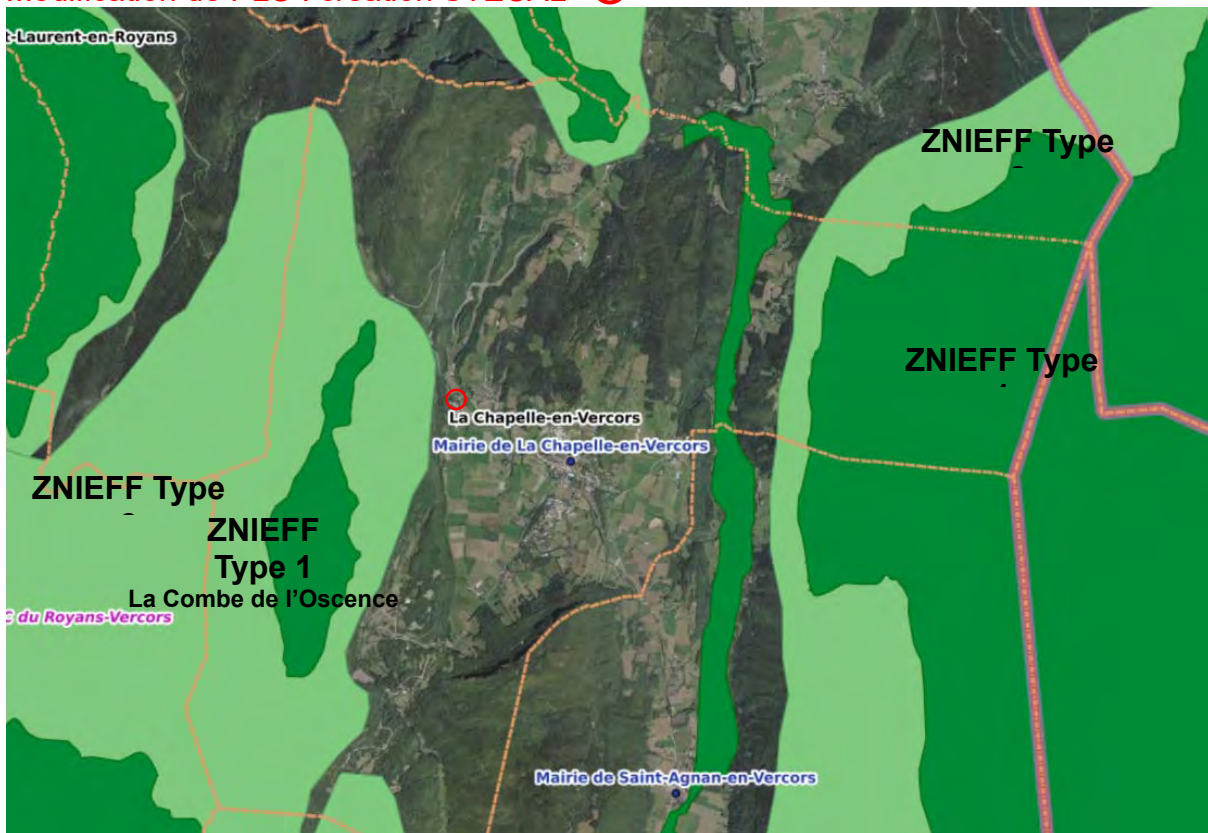 t-Laurent-en-Royans
ZNIEFF Type
ZNIEFF Type
La Chapelle-en-Vercors
Mairie de La Chapelle-en-Vercors
ZNIEFF Type
ZNIEFF
Type 1
La Combe de l'Oscence
C du Royans-Vercors
Mairie de Saint-Agnan-en-Vercors